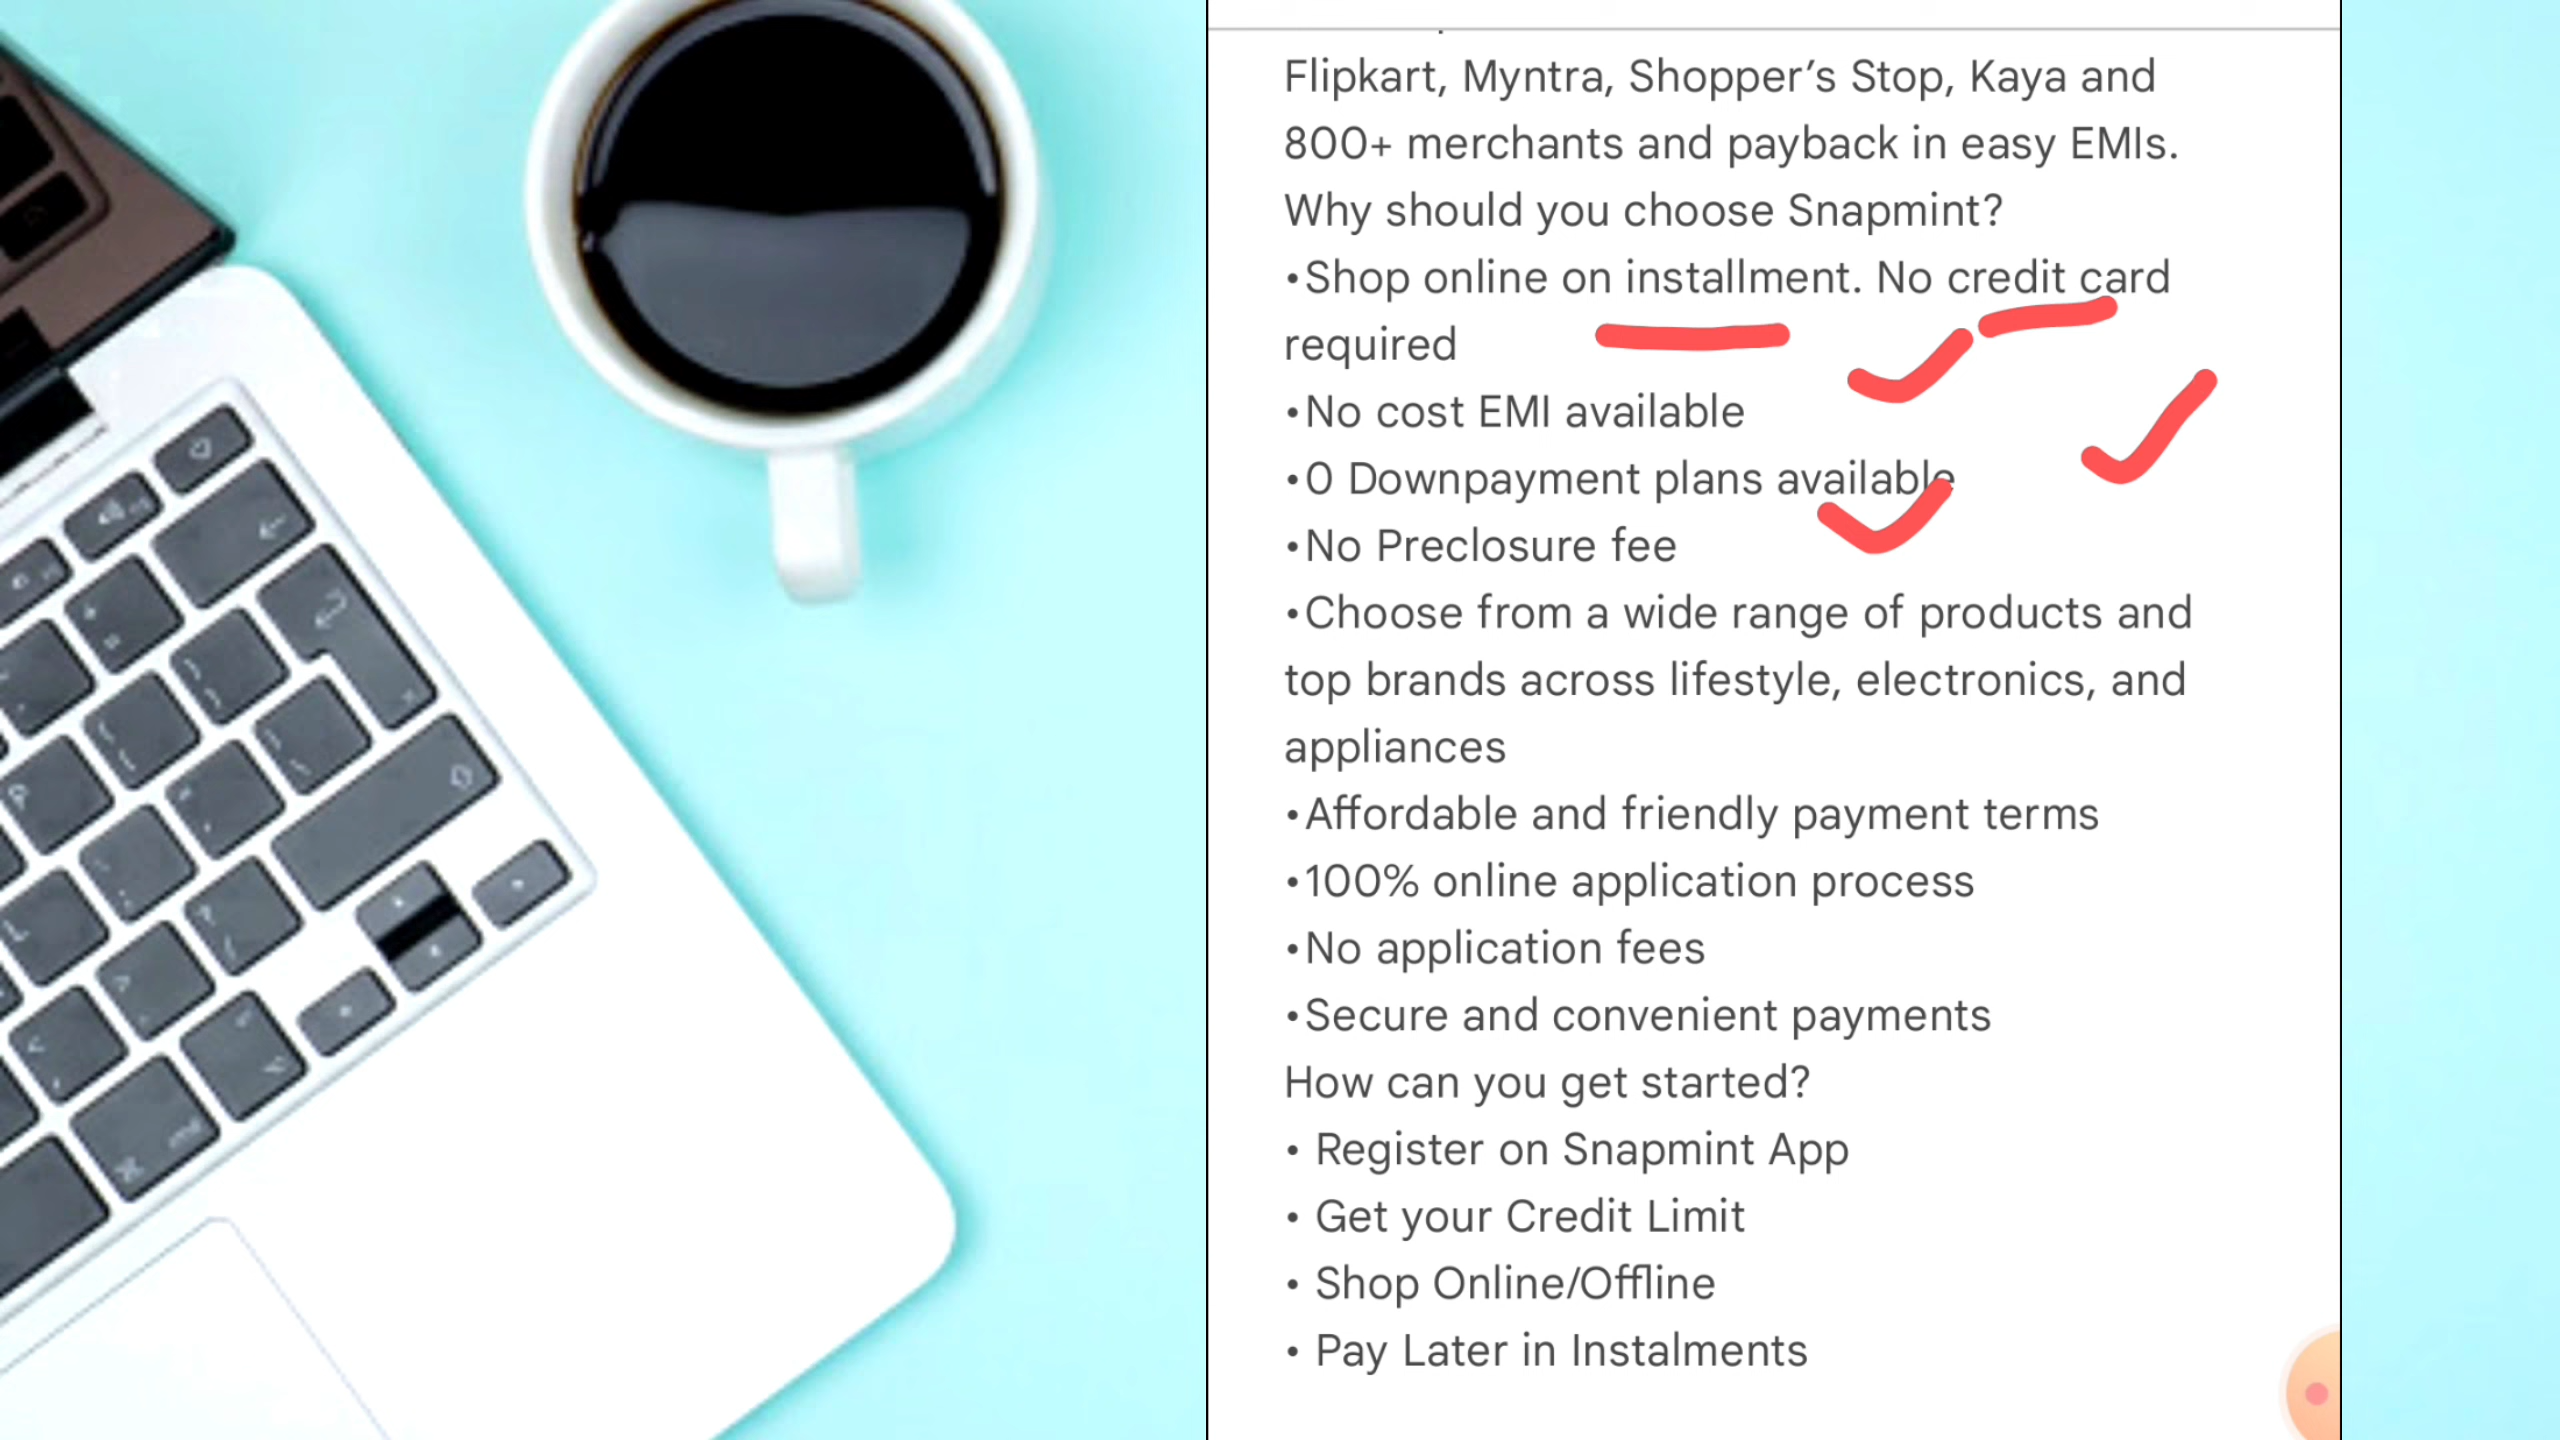 Flipkart, Myntra, Shopper's Stop, Kaya and
800+ merchants and payback in easy EMIs.
Why should you choose Snapmint?
•Shop online on installment. No credit card
required
•No cost EMI available
•0 Downpayment plans available
•No Preclosure fee
•Choose from a wide range of products and
top brands across lifestyle, electronics, and
appliances
•Affordable and friendly payment terms
•100% online application process
•No application fees
•Secure and convenient payments
How can you get started?
• Register on Snapmint App
• Get your Credit Limit
• Shop Online/Offline
• Pay Later in Instalments